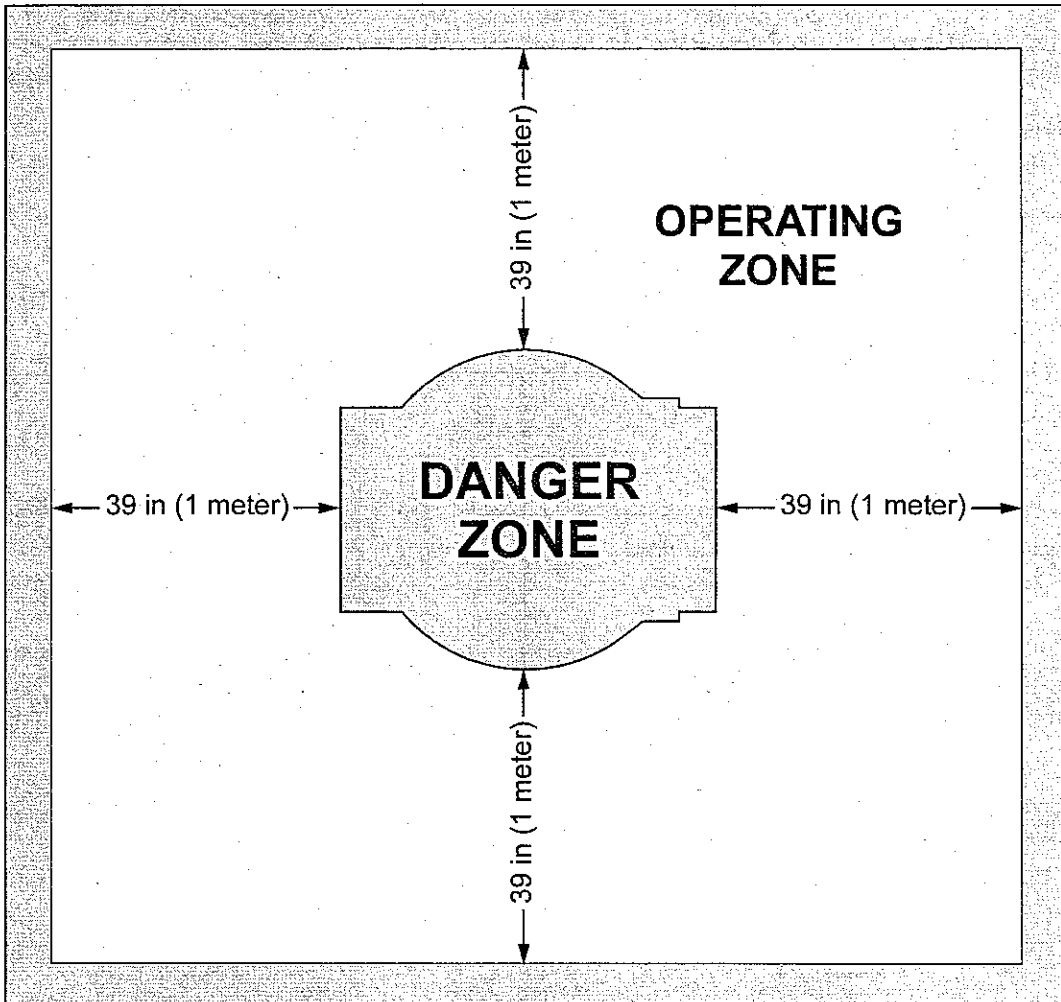 39 in (1 meter)
OPERATING
ZONE
DANGER
ZONE
39 in (1 meter)
39 in (1 meter)
39 in (1 meter)